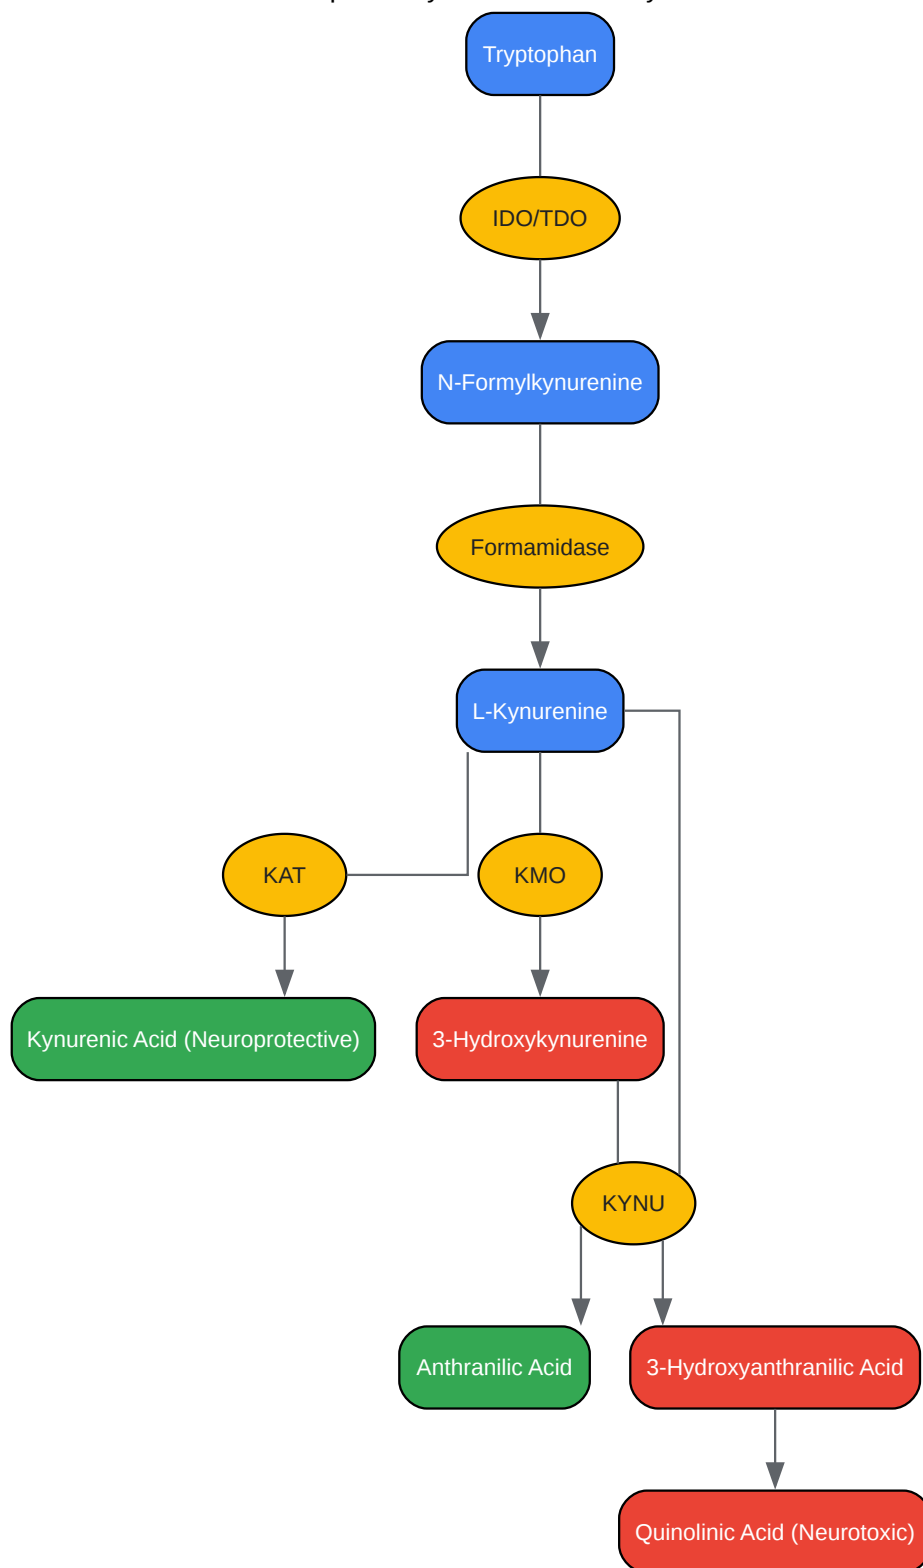 Tryptophan
IDO/TDO
N-Formylkynurenine
Formamidase
L-Kynurenine
KAT
KMO
Kynurenic Acid (Neuroprotective)
3-Hydroxykynurenine
KYNU
Anthranilic Acid
3-Hydroxyanthranilic Acid
Quinolinic Acid (Neurotoxic)